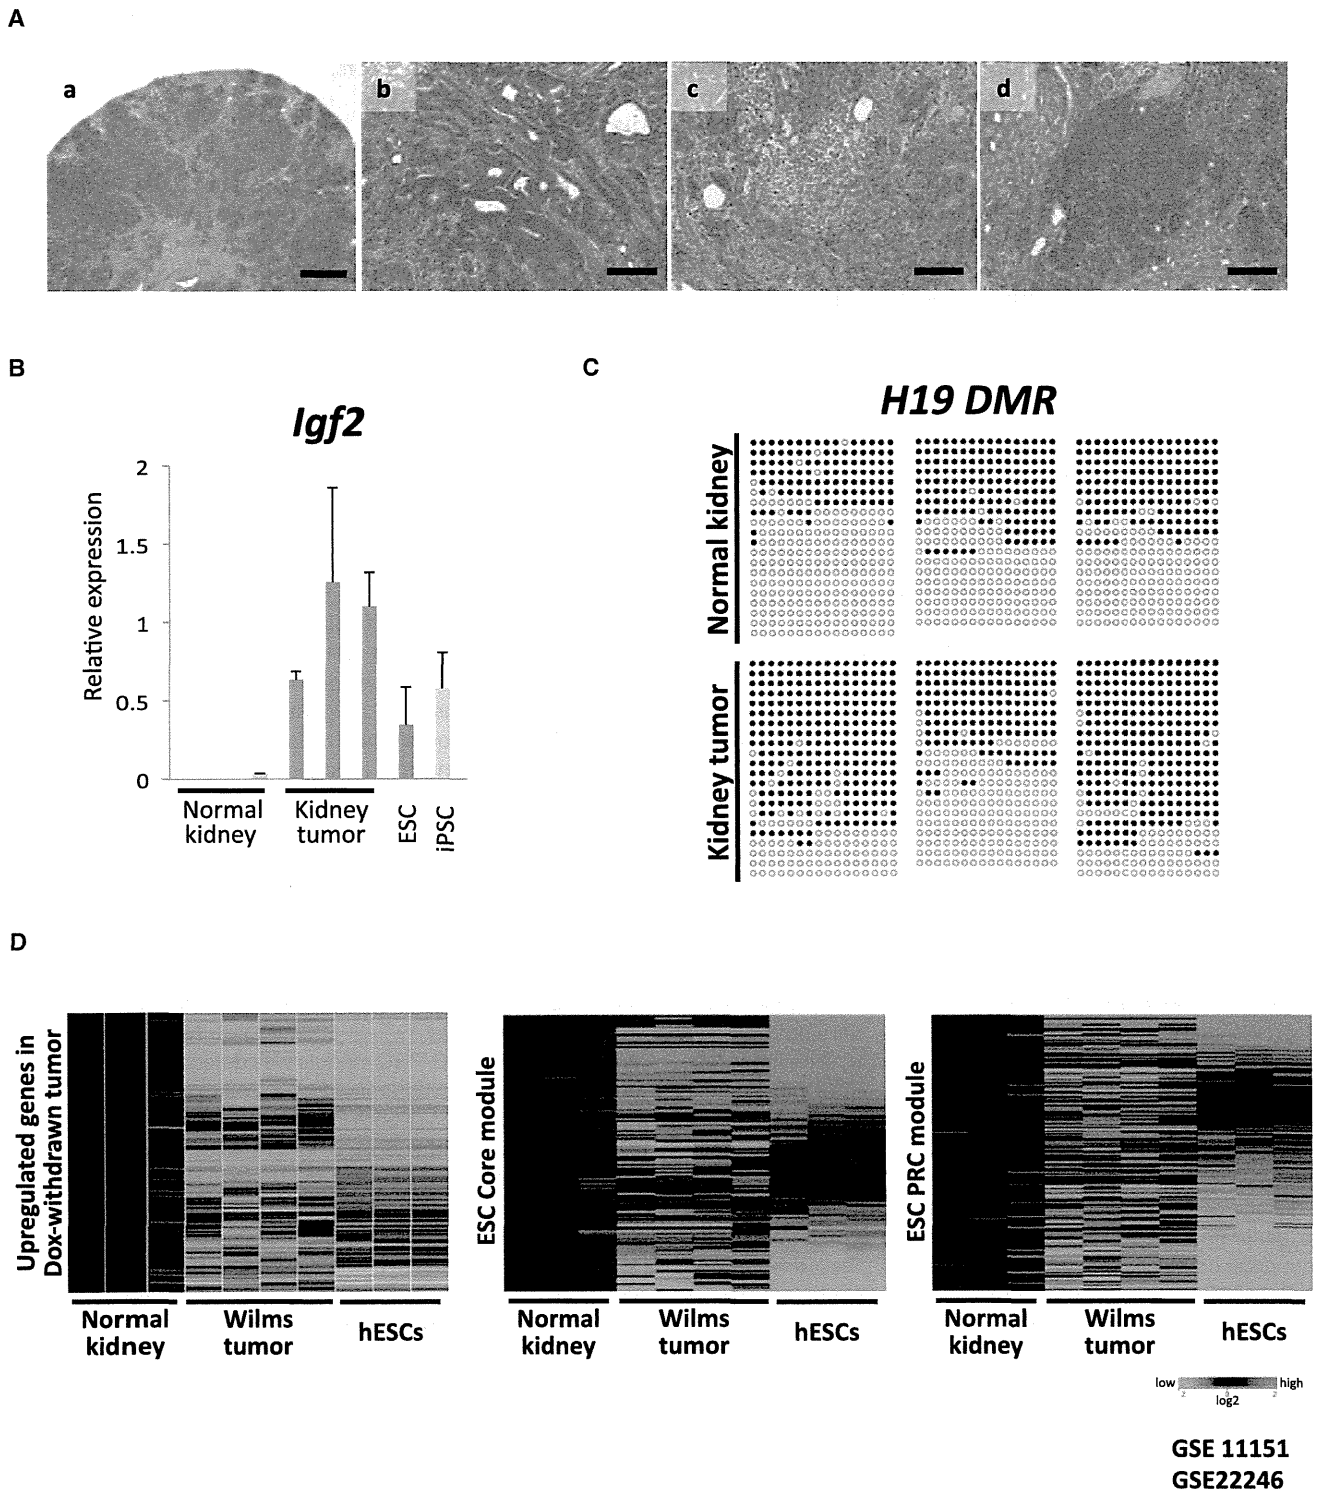 A
a
b
c
d
B
C
Igf2
Relative expression
2
1.5
1
0.5
0
Normal
kidney
Kidney
tumor
ESC
iPSC
H19 DMR
Normal kidney
Kidney tumor
D
Upregulated genes in
Dox-withdrawn tumor
Normal
kidney
Wilms
tumor
hESCs
ESC Core module
Normal
kidney
Wilms
tumor
hESCs
ESC PRC module
Normal
kidney
Wilms
tumor
hESCs
low
high
log2
GSE 11151
GSE22246